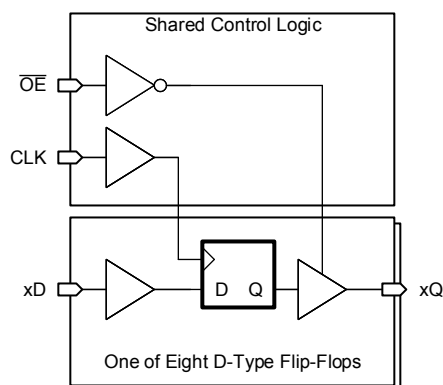 Shared Control Logic
OE
CLK
xD
D Q
xQ
One of Eight D-Type Flip-Flops